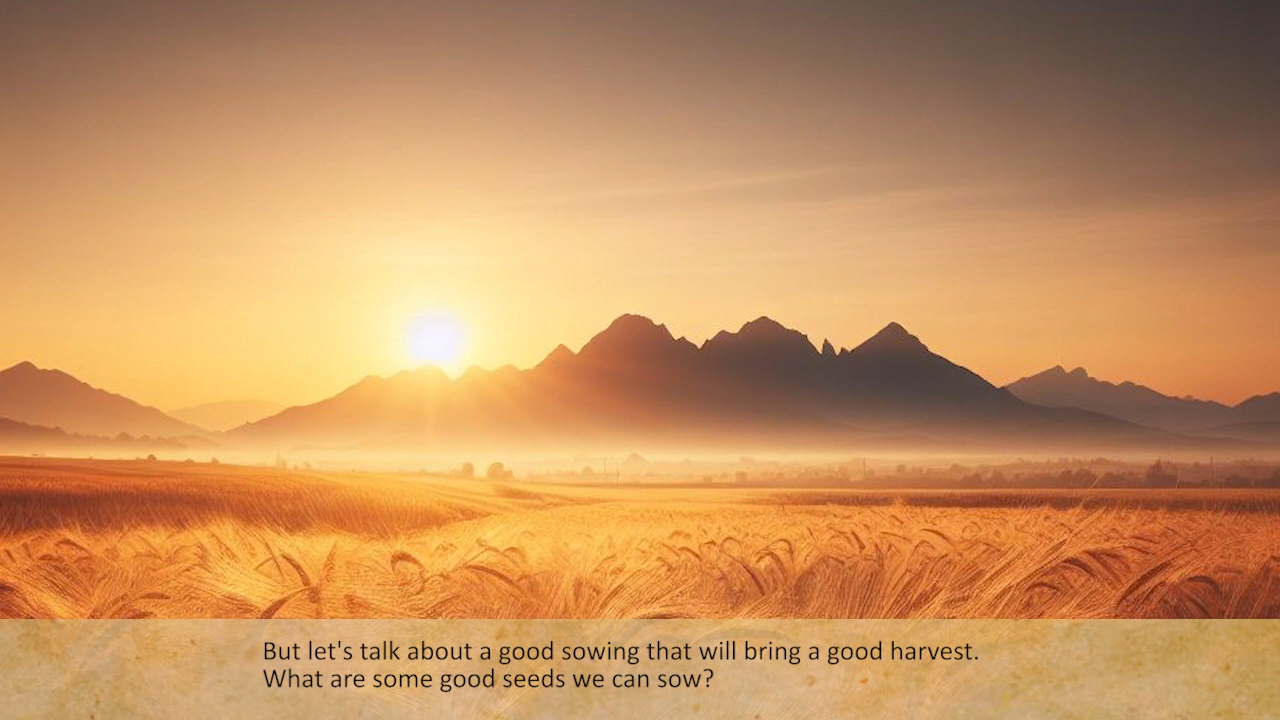 But let's talk about a good sowing that will bring a good harvest.
What are some good seeds we can sow?